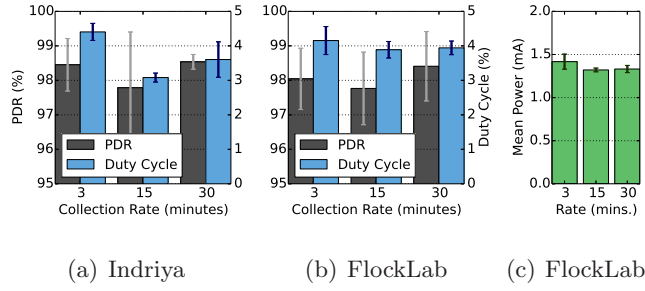 100
99
98
97
96
95
PDR (%)
5
4
3
2
1
0
PDR
Duty Cycle
3 15 30
Collection Rate (minutes)
100
99
98
97
96
95
5
4
3
2
1
0
Duty Cycle (%)
PDR
Duty Cycle
3 15 30
Collection Rate (minutes)
2.0
1.5
1.0
0.5
0.0
Mean Power (mA)
3 15 30
Rate (mins.)
(a) Indriya
(b) FlockLab
(c) FlockLab